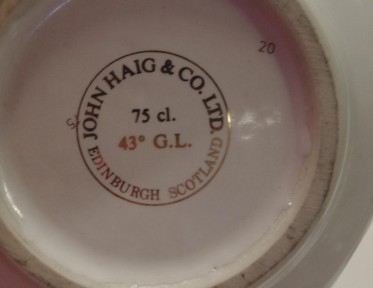 20
JOHN HAIG & CO. LTD.
75 cl.
43° G.L.
EDINBURGH SCOTLAND